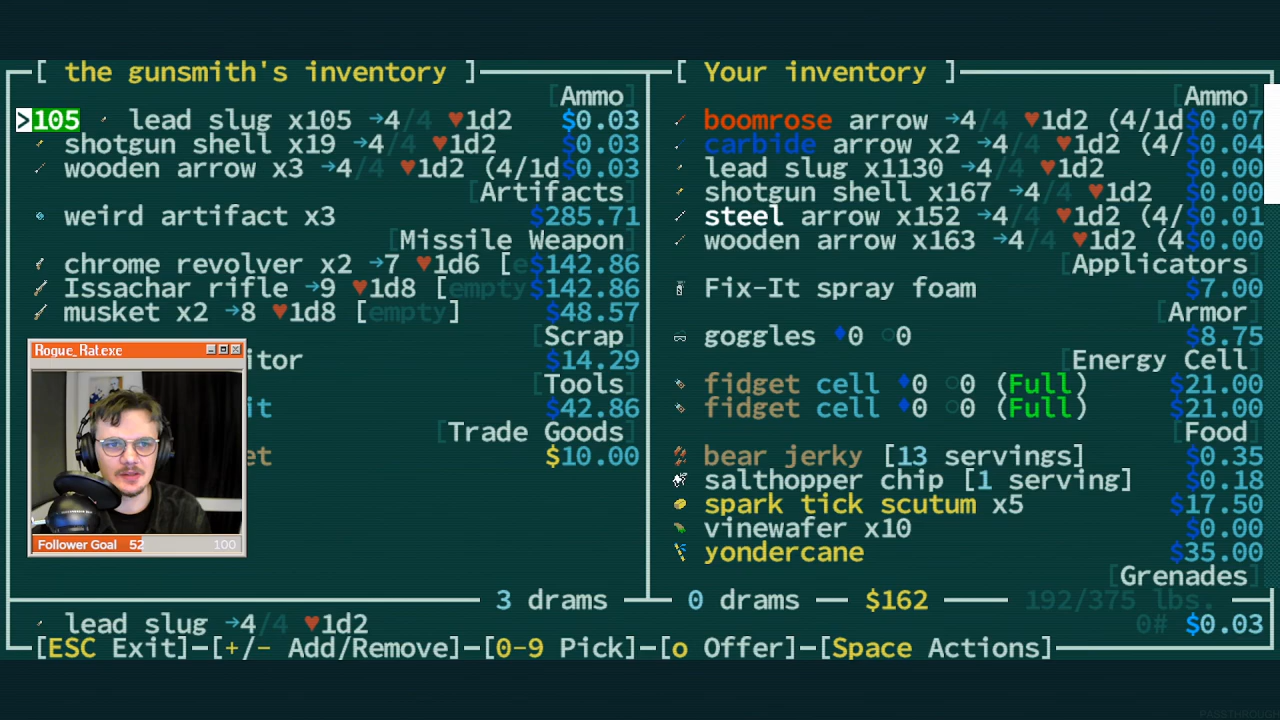 [ the gunsmith's inventory ]
[Ammo]
>105 lead slug x105 →4/4 ♥1d2 $0.03
shotgun shell x19 →4/4 ♥1d2 $0.03
wooden arrow x3 →4/4 ♥1d2 (4/1d $0.03
[Artifacts]
weird artifact x3 $285.71
[Missile Weapon]
chrome revolver x2 →7 ♥1d6 [e $142.86
Issachar rifle →9 ♥1d8 [empty $142.86
musket x2 →8 ♥1d8 [empty] $48.57
[Scrap]
itor $14.29
[Tools]
it $42.86
[Trade Goods]
et $10.00
Rogue_Rat.exe
Follower Goal 52 100
3 drams
[ Your inventory ]
[Ammo]
boomrose arrow →4/4 ♥1d2 (4/1d $0.07
carbide arrow x2 →4/4 ♥1d2 (4/ $0.04
lead slug x1130 →4/4 ♥1d2 $0.00
shotgun shell x167 →4/4 ♥1d2 $0.00
steel arrow x152 →4/4 ♥1d2 (4/ $0.01
wooden arrow x163 →4/4 ♥1d2 (4 $0.00
[Applicators]
Fix-It spray foam $7.00
[Armor]
goggles ♦0 ○0 $8.75
[Energy Cell]
fidget cell ♦0 ○0 (Full) $21.00
fidget cell ♦0 ○0 (Full) $21.00
[Food]
bear jerky [13 servings] $0.35
salthopper chip [1 serving] $0.18
spark tick scutum x5 $17.50
vinewafer x10 $0.00
yondercane $35.00
[Grenades]
0 drams $162 192/375 lbs.
lead slug →4/4 ♥1d2 0# $0.03
[ESC Exit] [+/- Add/Remove] [0-9 Pick] [o Offer] [Space Actions]